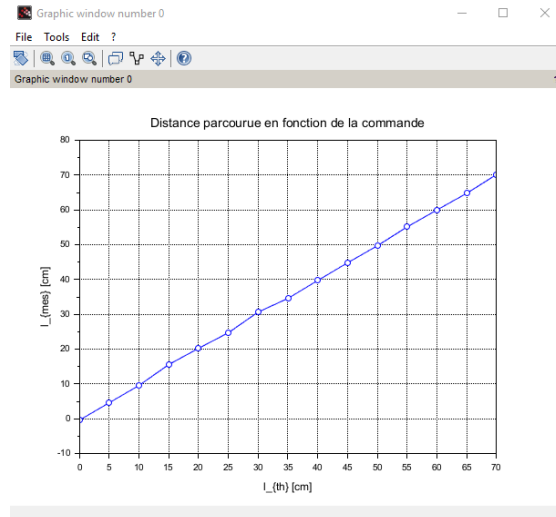 Graphic window number 0
File Tools Edit ?
Graphic window number 0
Distance parcourue en fonction de la commande
80
70
60
50
40
30
20
10
0
-10
l_{mes} [cm]
0 5 10 15 20 25 30 35 40 45 50 55 60 65 70
l_{th} [cm]